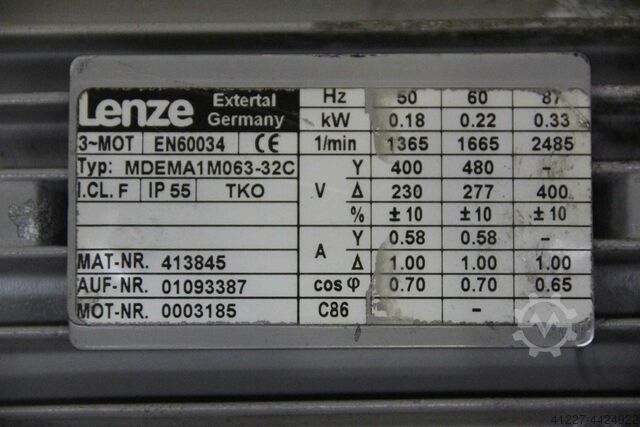 Lenze Extertal Germany Hz 50 60 87
kW 0.18 0.22 0.33
3~MOT EN60034 CE 1/min 1365 1665 2485
Typ: MDEMA1M063-32C Y 400 480 -
I.CL. F IP 55 TKO V Δ 230 277 400
% ±10 ±10 ±10
A Y 0.58 0.58 -
MAT-NR. 413845 Δ 1.00 1.00 1.00
AUF-NR. 01093387 cos φ 0.70 0.70 0.65
MOT-NR. 0003185 C86 -
41227-4424922